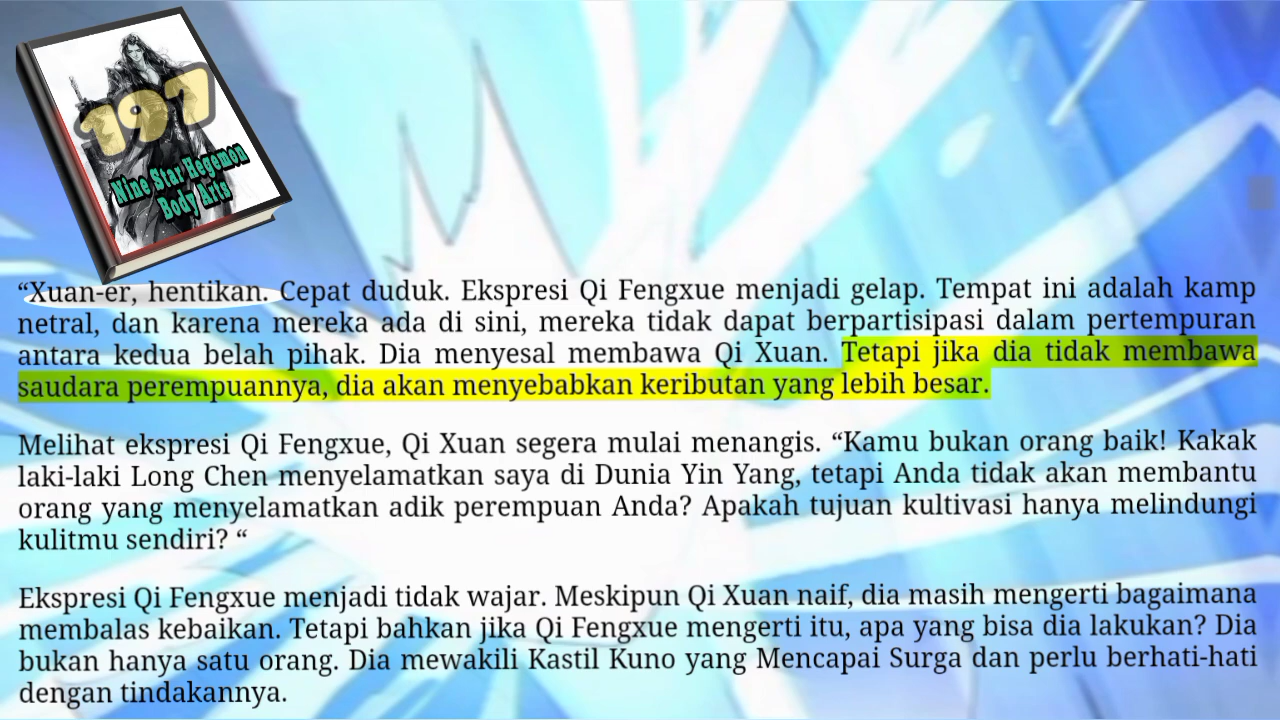 197
Nine Star Hegemon
Body Arts
“Xuan-er, hentikan. Cepat duduk. Ekspresi Qi Fengxue menjadi gelap. Tempat ini adalah kamp
netral, dan karena mereka ada di sini, mereka tidak dapat berpartisipasi dalam pertempuran
antara kedua belah pihak. Dia menyesal membawa Qi Xuan. Tetapi jika dia tidak membawa
saudara perempuannya, dia akan menyebabkan keributan yang lebih besar.
Melihat ekspresi Qi Fengxue, Qi Xuan segera mulai menangis. “Kamu bukan orang baik! Kakak
laki-laki Long Chen menyelamatkan saya di Dunia Yin Yang, tetapi Anda tidak akan membantu
orang yang menyelamatkan adik perempuan Anda? Apakah tujuan kultivasi hanya melindungi
kulitmu sendiri? “
Ekspresi Qi Fengxue menjadi tidak wajar. Meskipun Qi Xuan naif, dia masih mengerti bagaimana
membalas kebaikan. Tetapi bahkan jika Qi Fengxue mengerti itu, apa yang bisa dia lakukan? Dia
bukan hanya satu orang. Dia mewakili Kastil Kuno yang Mencapai Surga dan perlu berhati-hati
dengan tindakannya.